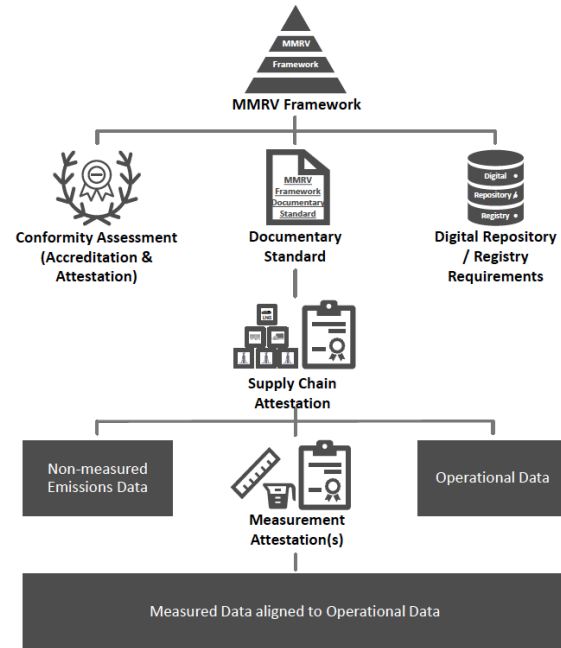 MMRV
Framework
MMRV Framework
MMRV
Framework
Documentary
Standard
Digital
Repository
Registry
Conformity Assessment
(Accreditation &
Attestation)
Documentary
Standard
Digital Repository
/ Registry
Requirements
LNG
Supply Chain
Attestation
Non-measured
Emissions Data
Operational Data
Measurement
Attestation(s)
Measured Data aligned to Operational Data